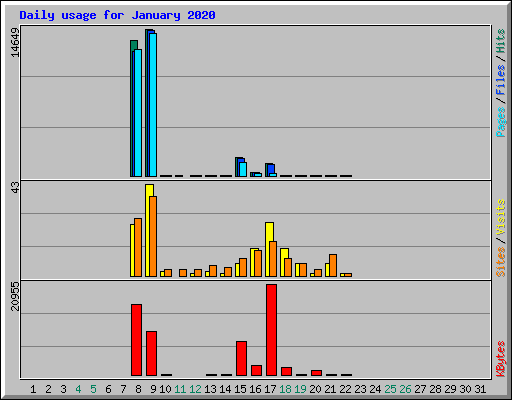 Daily usage for January 2020
14649
43
20955
Pages/Files/Hits
Sites/Visits
KBytes
1 2 3 4 5 6 7 8 9 10 11 12 13 14 15 16 17 18 19 20 21 22 23 24 25 26 27 28 29 30 31